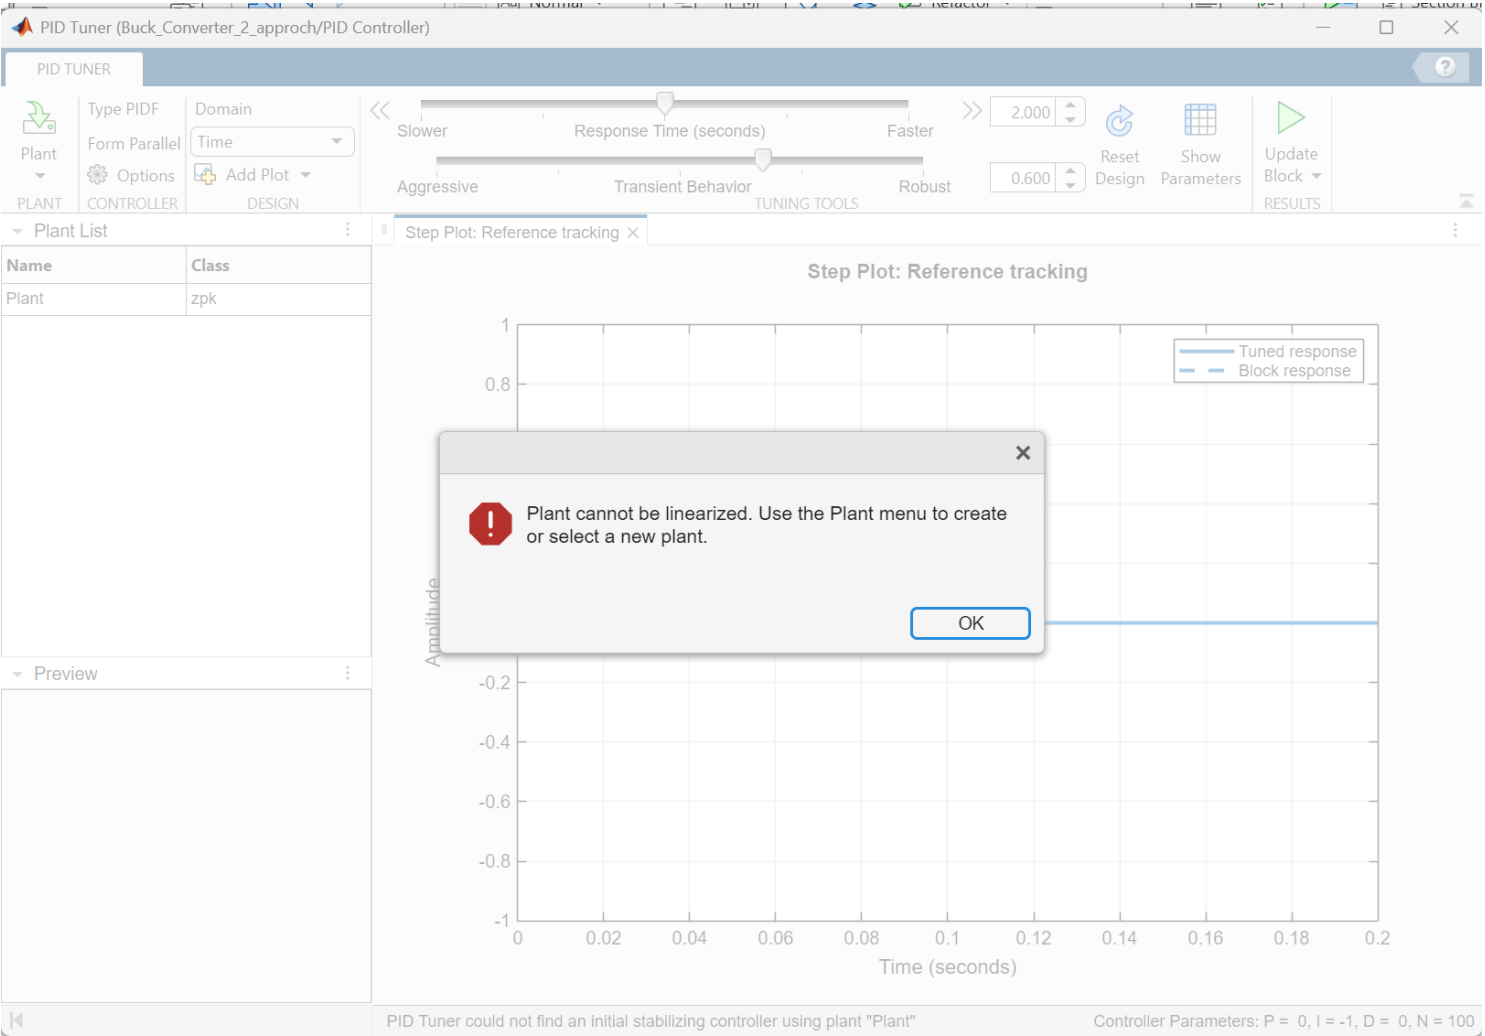 Normal
Refactor
PID Tuner (Buck_Converter_2_approch/PID Controller)
PID TUNER
?
Plant
PLANT
Type PIDF
Form Parallel
Options
CONTROLLER
Domain
Time
Add Plot
DESIGN
Slower
Response Time (seconds)
Faster
2.000
Aggressive
Transient Behavior
Robust
0.600
TUNING TOOLS
Reset
Design
Show
Parameters
Update
Block
RESULTS
Plant List
Name Class
Plant zpk
Preview
Step Plot: Reference tracking
Step Plot: Reference tracking
Tuned response
Block response
1
0.8
Plant cannot be linearized. Use the Plant menu to create
or select a new plant.
OK
Amplitude
-0.2
-0.4
-0.6
-0.8
-1
0 0.02 0.04 0.06 0.08 0.1 0.12 0.14 0.16 0.18 0.2
Time (seconds)
PID Tuner could not find an initial stabilizing controller using plant "Plant"
Controller Parameters: P = 0, I = -1, D = 0, N = 100